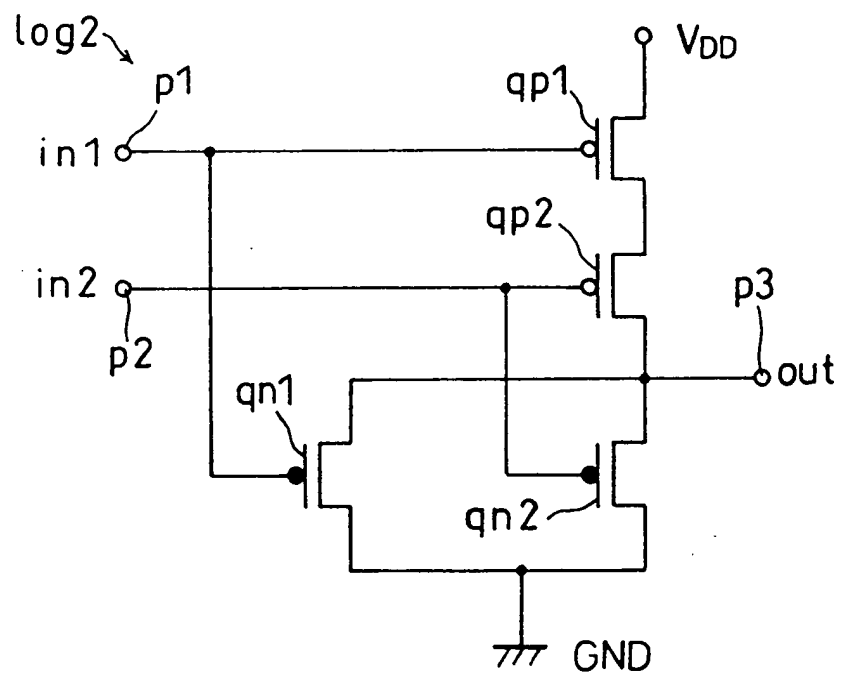 log2
p1
qp1
VDD
in1
qp2
in2
p3
p2
out
qn1
qn2
GND